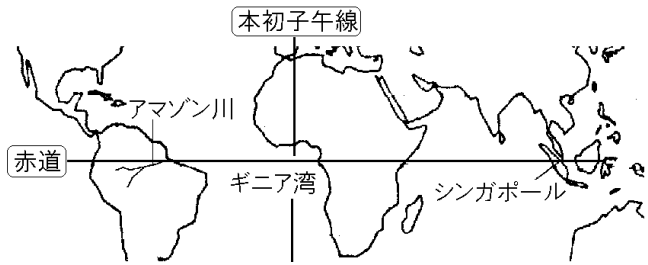 本初子午線
アマゾン川
赤道
ギニア湾
シンガポール